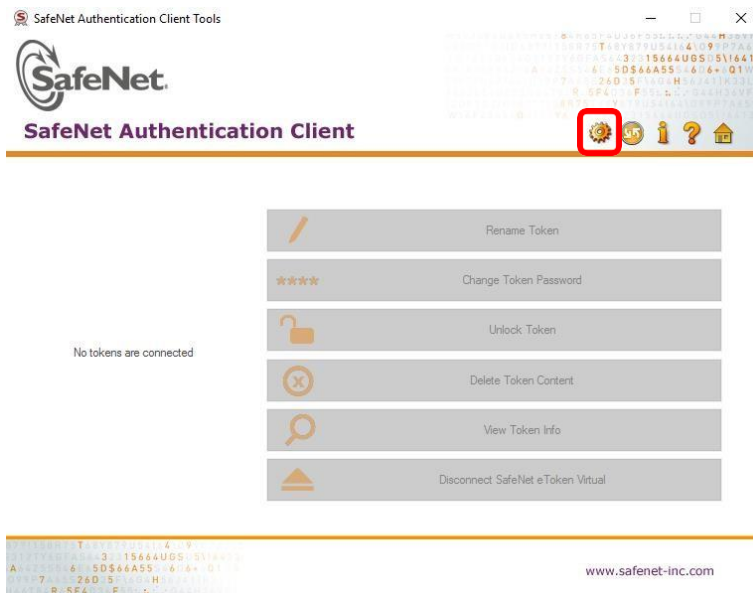 SafeNet Authentication Client Tools
SafeNet.
SafeNet Authentication Client
Rename Token
****
Change Token Password
Unlock Token
No tokens are connected
Delete Token Content
View Token Info
Disconnect SafeNet eToken Virtual
www.safenet-inc.com